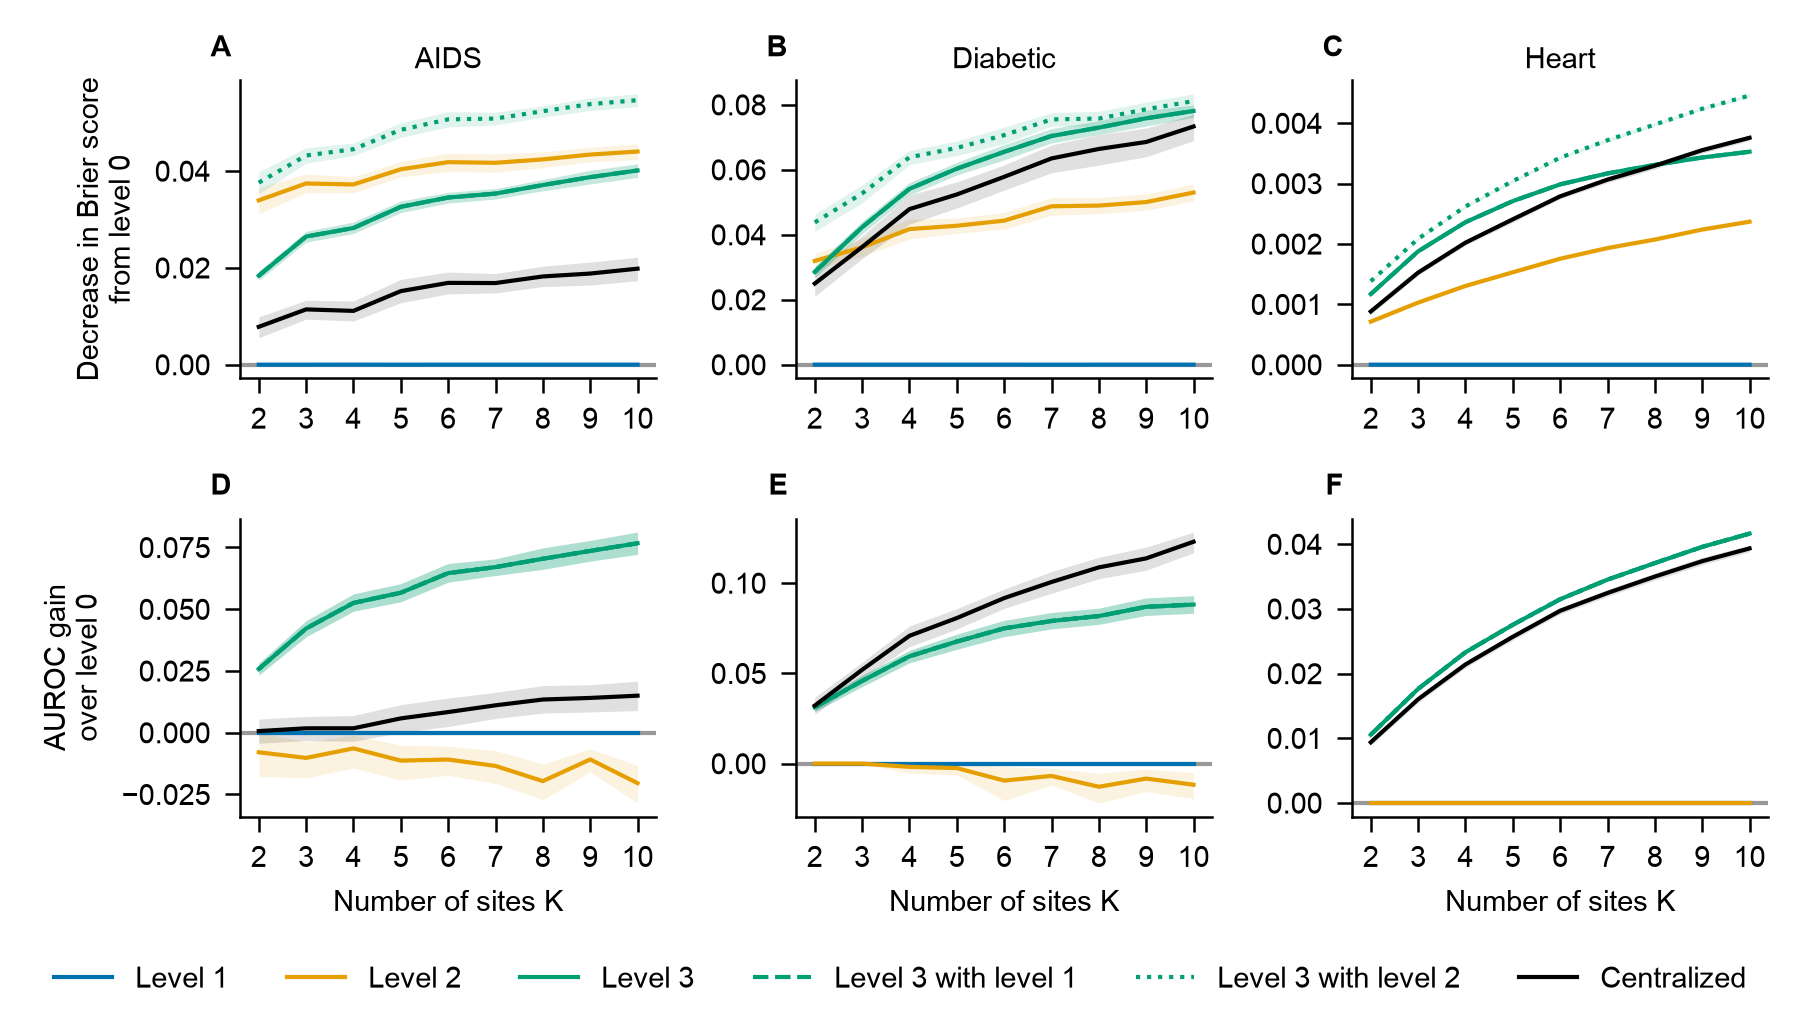 A
AIDS
B
Diabetic
C
Heart
Decrease in Brier score
from level 0
0.04
0.02
0.00
2 3 4 5 6 7 8 9 10
0.08
0.06
0.04
0.02
0.00
2 3 4 5 6 7 8 9 10
0.004
0.003
0.002
0.001
0.000
2 3 4 5 6 7 8 9 10
D
E
F
AUROC gain
over level 0
0.075
0.050
0.025
0.000
−0.025
2 3 4 5 6 7 8 9 10
Number of sites K
0.10
0.05
0.00
2 3 4 5 6 7 8 9 10
Number of sites K
0.04
0.03
0.02
0.01
0.00
2 3 4 5 6 7 8 9 10
Number of sites K
Level 1
Level 2
Level 3
Level 3 with level 1
Level 3 with level 2
Centralized